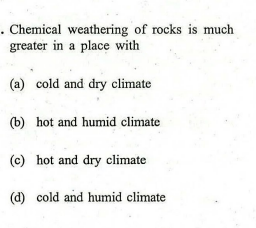 . Chemical weathering of rocks is much
greater in a place with
(a) cold and dry climate
(b) hot and humid climate
(c) hot and dry climate
(d) cold and humid climate